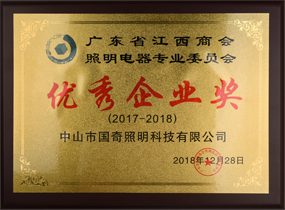 广东省江西商会
照明电器专业委员会
优秀企业奖
(2017-2018)
中山市国奇照明科技有限公司
2018年12月28日